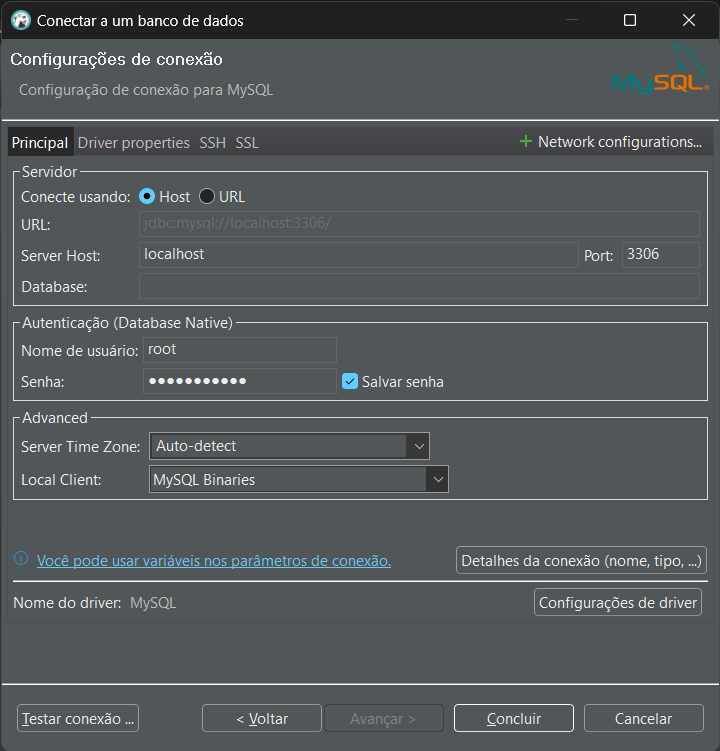 Conectar a um banco de dados
Configurações de conexão
Configuração de conexão para MySQL
MySQL
Principal Driver properties SSH SSL Network configurations...
Servidor
Conecte usando: Host URL
URL: jdbc:mysql://localhost:3306/
Server Host: localhost Port: 3306
Database:
Autenticação (Database Native)
Nome de usuário: root
Senha: ●●●●●●●●●●● Salvar senha
Advanced
Server Time Zone: Auto-detect
Local Client: MySQL Binaries
Você pode usar variáveis nos parâmetros de conexão. Detalhes da conexão (nome, tipo, ...)
Nome do driver: MySQL Configurações de driver
Testar conexão ... < Voltar Avançar > Concluir Cancelar